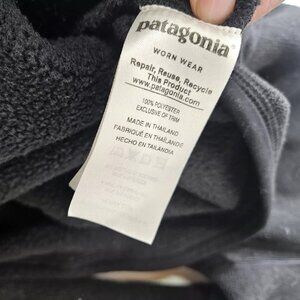 patagonia
WORN WEAR
Repair, Reuse, Recycle
This Product
www.patagonia.com
100% POLYESTER
EXCLUSIVE OF TRIM
MADE IN THAILAND
FABRIQUÉ EN THAÏLANDE
HECHO EN TAILANDIA